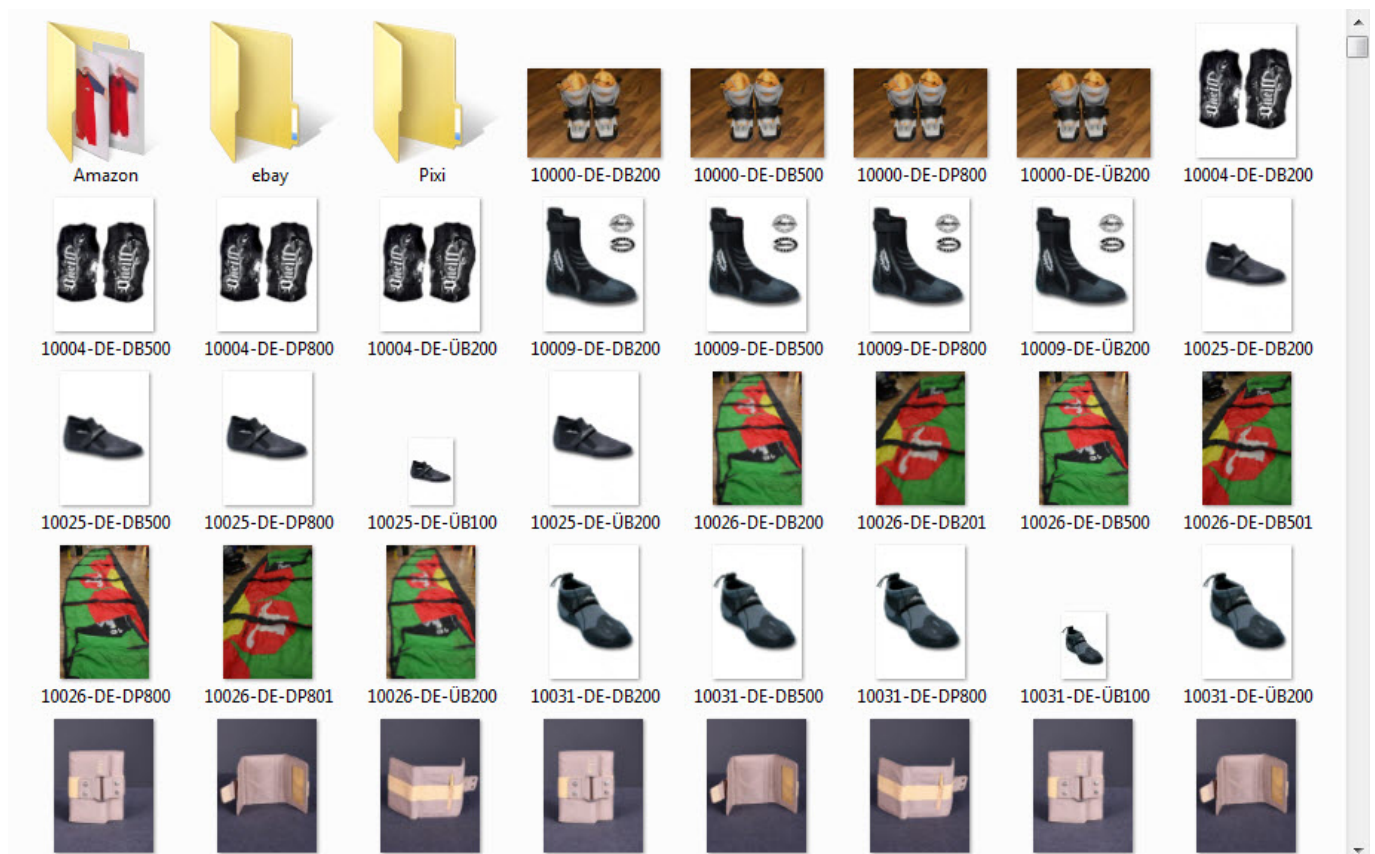 Amazon ebay Pixi 10000-DE-DB200 10000-DE-DB500 10000-DE-DP800 10000-DE-ÜB200 10004-DE-DB200
10004-DE-DB500 10004-DE-DP800 10004-DE-ÜB200 10009-DE-DB200 10009-DE-DB500 10009-DE-DP800 10009-DE-ÜB200 10025-DE-DB200
10025-DE-DB500 10025-DE-DP800 10025-DE-ÜB100 10025-DE-ÜB200 10026-DE-DB200 10026-DE-DB201 10026-DE-DB500 10026-DE-DB501
10026-DE-DP800 10026-DE-DP801 10026-DE-ÜB200 10031-DE-DB200 10031-DE-DB500 10031-DE-DP800 10031-DE-ÜB100 10031-DE-ÜB200